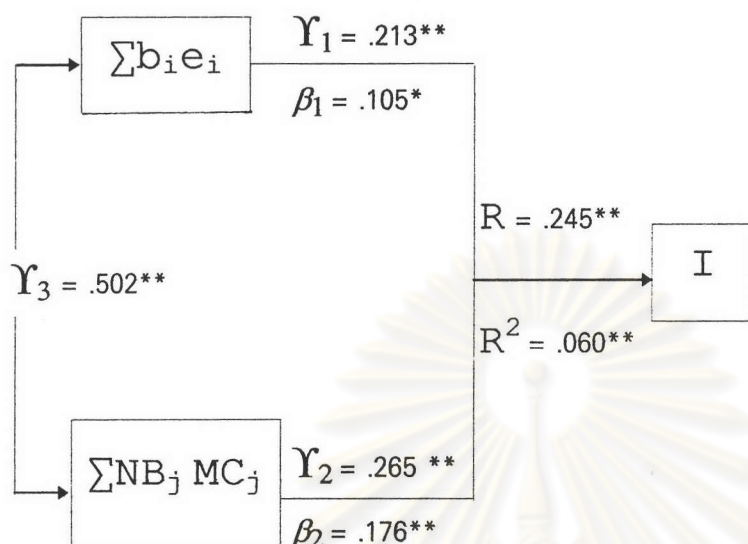 ∑bᵢeᵢ
ϒ₁ = .213**
β₁ = .105*
R = .245**
I
ϒ₃ = .502**
R² = .060**
∑NBⱼ MCⱼ
ϒ₂ = .265 **
β₂ = .176**